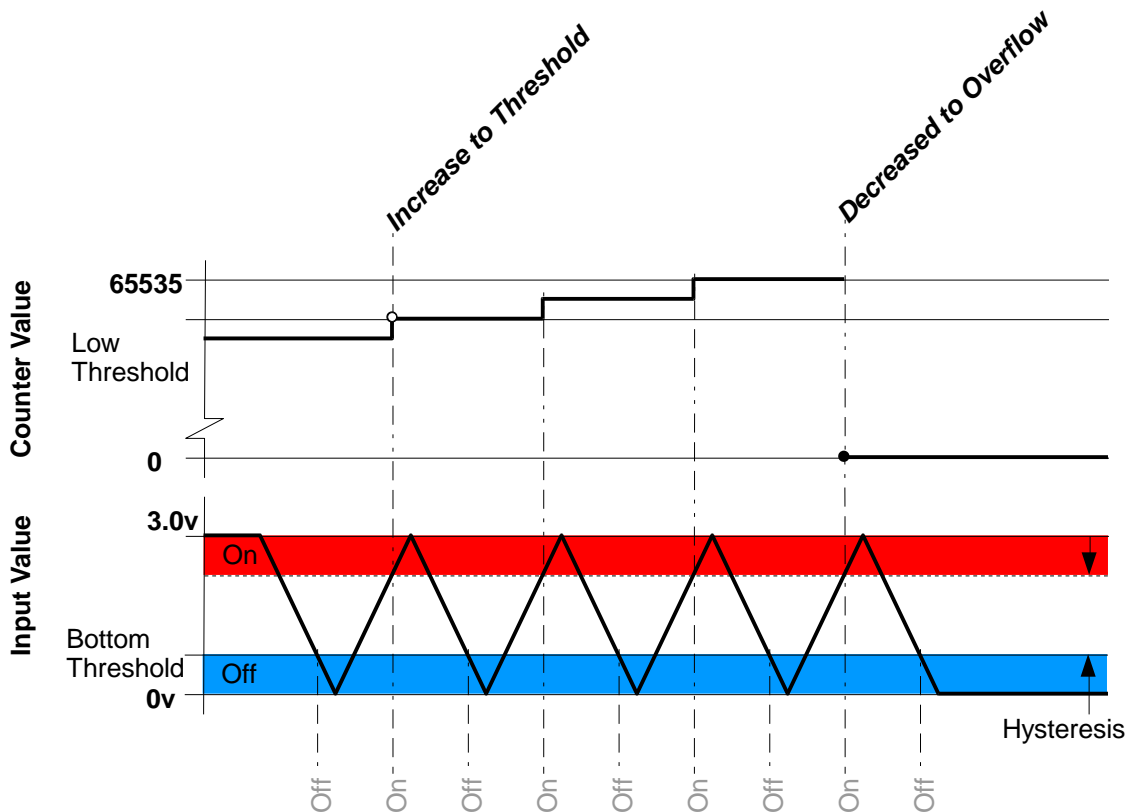 Increase to Threshold
Decreased to Overflow
Counter Value
65535
Low
Threshold
0
Input Value
3.0v
On
Bottom
Threshold
Off
0v
Hysteresis
Off
On
Off
On
Off
On
Off
On
Off